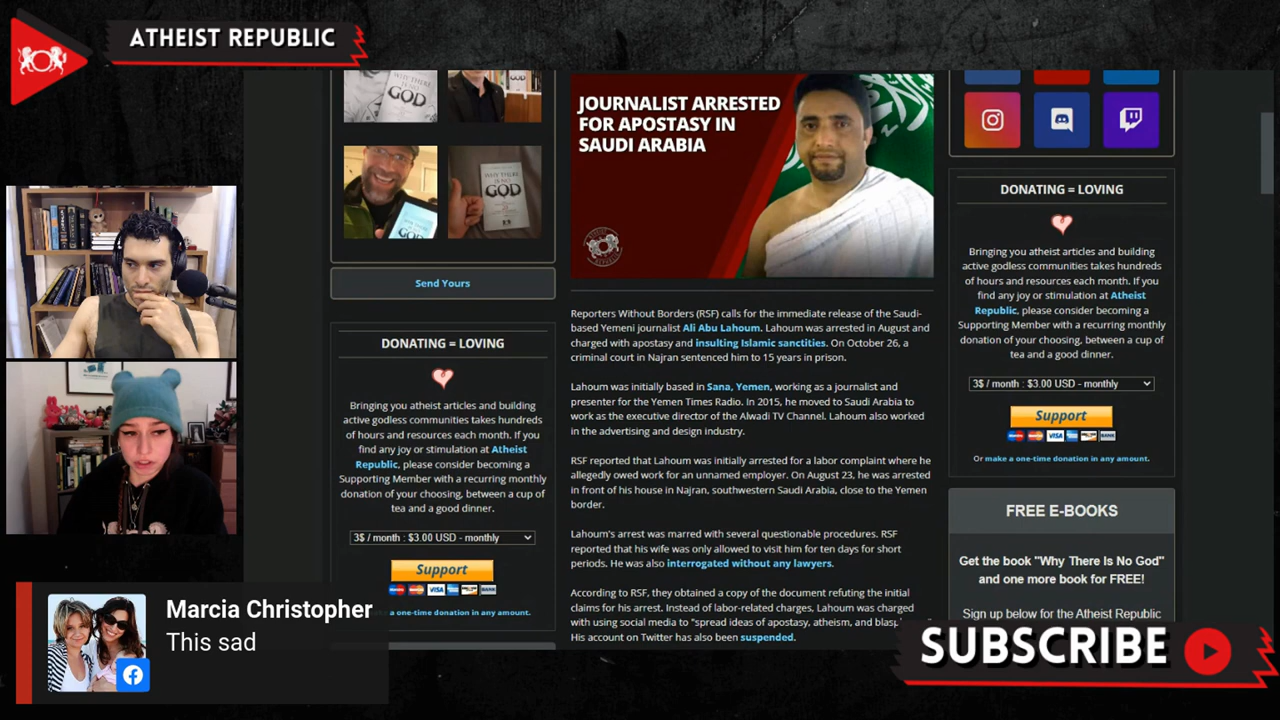 ATHEIST REPUBLIC
GOD
GOD
WHY THERE
IS NO
GOD
Send Yours
DONATING = LOVING
Bringing you atheist articles and building
active godless communities takes hundreds
of hours and resources each month. If you
find any joy or stimulation at Atheist
Republic, please consider becoming a
Supporting Member with a recurring monthly
donation of your choosing, between a cup of
tea and a good dinner.
3$ / month : $3.00 USD - monthly
Support
VISA
BANK
a one-time donation in any amount.
JOURNALIST ARRESTED
FOR APOSTASY IN
SAUDI ARABIA
Reporters Without Borders (RSF) calls for the immediate release of the Saudi-
based Yemeni journalist Ali Abu Lahoum. Lahoum was arrested in August and
charged with apostasy and insulting Islamic sanctities. On October 26, a
criminal court in Najran sentenced him to 15 years in prison.
Lahoum was initially based in Sana, Yemen, working as a journalist and
presenter for the Yemen Times Radio. In 2015, he moved to Saudi Arabia to
work as the executive director of the Alwadi TV Channel. Lahoum also worked
in the advertising and design industry.
RSF reported that Lahoum was initially arrested for a labor complaint where he
allegedly owed work for an unnamed employer. On August 23, he was arrested
in front of his house in Najran, southwestern Saudi Arabia, close to the Yemen
border.
Lahoum's arrest was marred with several questionable procedures. RSF
reported that his wife was only allowed to visit him for ten days for short
periods. He was also interrogated without any lawyers.
According to RSF, they obtained a copy of the document refuting the initial
claims for his arrest. Instead of labor-related charges, Lahoum was charged
with using social media to "spread ideas of apostasy, atheism, and
His account on Twitter has also been suspended.
DONATING = LOVING
Bringing you atheist articles and building
active godless communities takes hundreds
of hours and resources each month. If you
find any joy or stimulation at Atheist
Republic, please consider becoming a
Supporting Member with a recurring monthly
donation of your choosing, between a cup of
tea and a good dinner.
3$ / month : $3.00 USD - monthly
Support
VISA
BANK
Or make a one-time donation in any amount.
FREE E-BOOKS
Get the book "Why There Is No God"
and one more book for FREE!
Sign up below for the Atheist Republic
Marcia Christopher
This sad
SUBSCRIBE